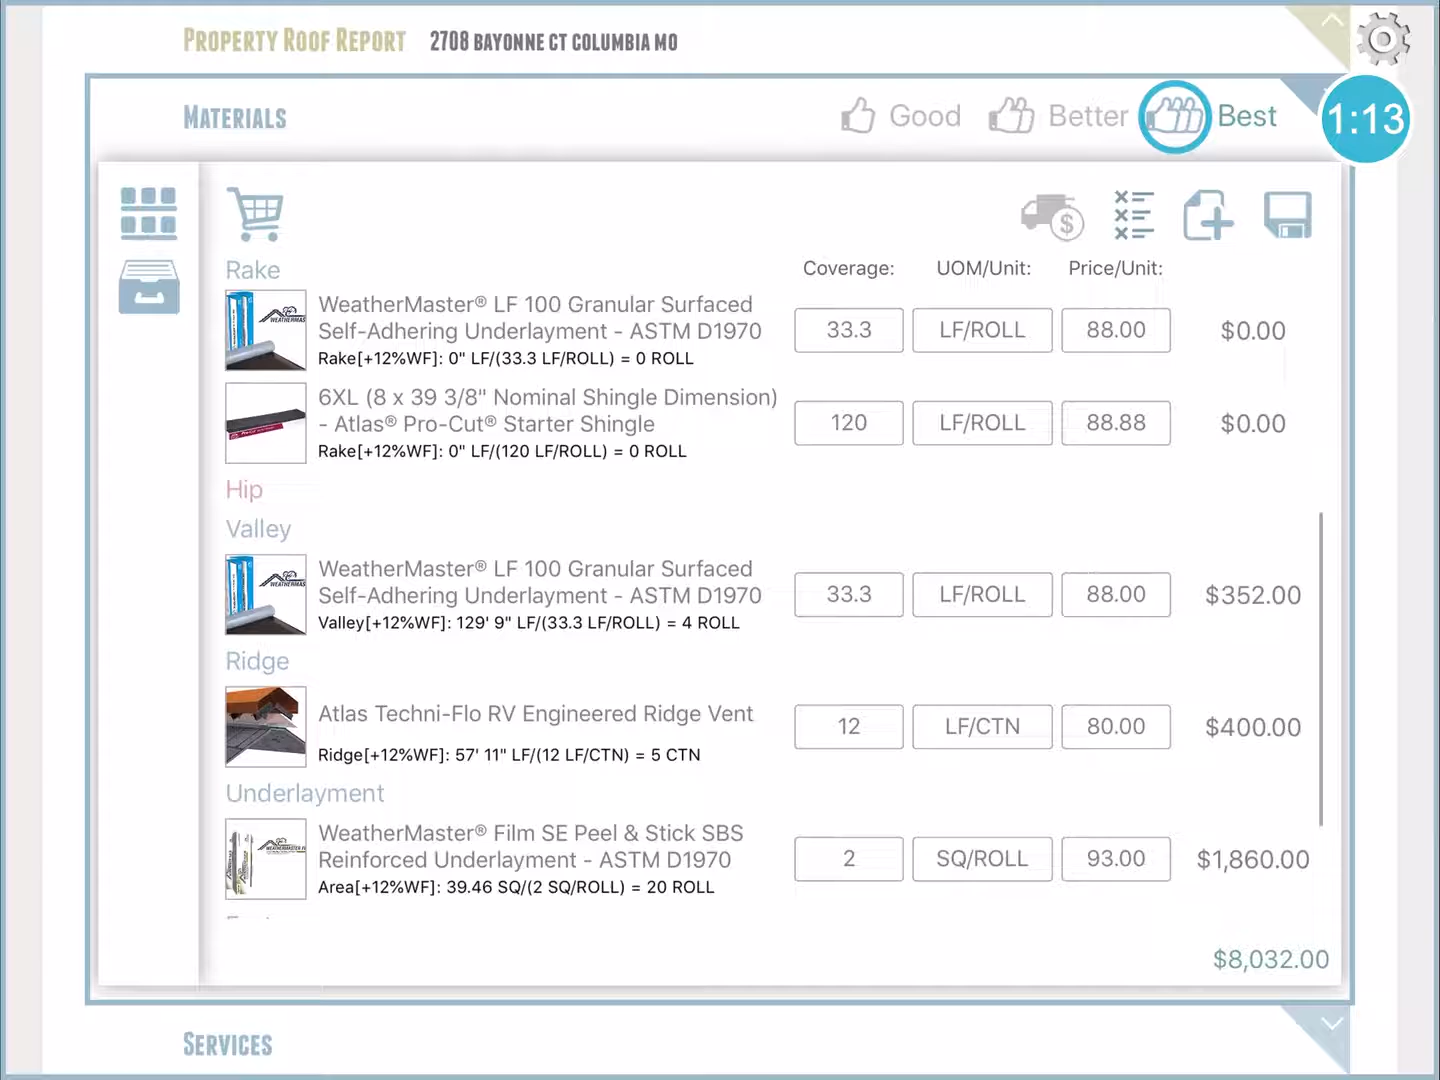 PROPERTY ROOF REPORT 2708 BAYONNE CT COLUMBIA MO
MATERIALS
Good Better Best
1:13
$
Coverage: UOM/Unit: Price/Unit:
Rake
WeatherMaster® LF 100 Granular Surfaced
Self-Adhering Underlayment - ASTM D1970
Rake[+12%WF]: 0" LF/(33.3 LF/ROLL) = 0 ROLL
33.3 LF/ROLL 88.00 $0.00
6XL (8 x 39 3/8" Nominal Shingle Dimension)
- Atlas® Pro-Cut® Starter Shingle
Rake[+12%WF]: 0" LF/(120 LF/ROLL) = 0 ROLL
120 LF/ROLL 88.88 $0.00
Hip
Valley
WeatherMaster® LF 100 Granular Surfaced
Self-Adhering Underlayment - ASTM D1970
Valley[+12%WF]: 129' 9" LF/(33.3 LF/ROLL) = 4 ROLL
33.3 LF/ROLL 88.00 $352.00
Ridge
Atlas Techni-Flo RV Engineered Ridge Vent
Ridge[+12%WF]: 57' 11" LF/(12 LF/CTN) = 5 CTN
12 LF/CTN 80.00 $400.00
Underlayment
WeatherMaster® Film SE Peel & Stick SBS
Reinforced Underlayment - ASTM D1970
Area[+12%WF]: 39.46 SQ/(2 SQ/ROLL) = 20 ROLL
2 SQ/ROLL 93.00 $1,860.00
$8,032.00
SERVICES